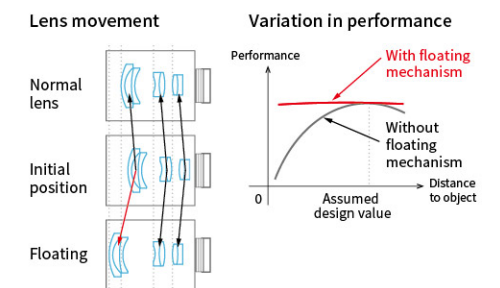 Lens movement
Variation in performance
Performance
With floating
mechanism
Normal
lens
Without
floating
mechanism
Initial
position
Distance
to object
0
Assumed
design value
Floating